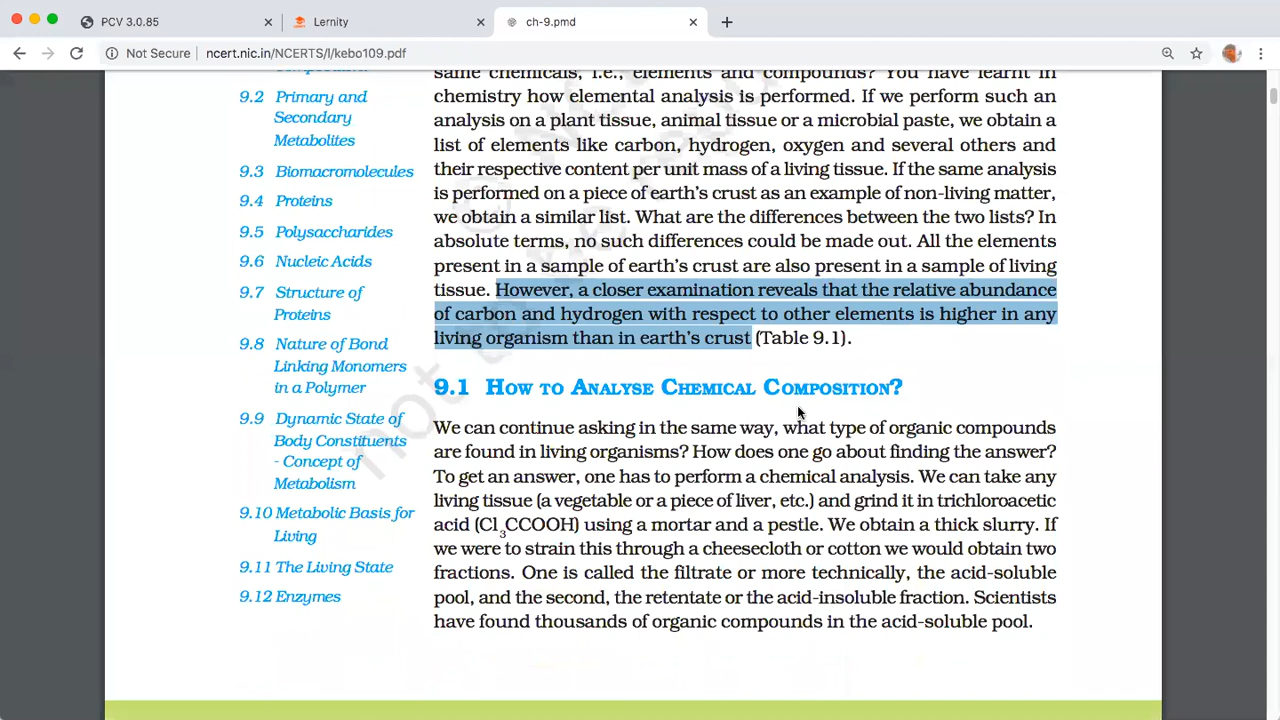 PCV 3.0.85
Lernity
ch-9.pmd
Not Secure
ncert.nic.in/NCERTS/l/kebo109.pdf
9.2 Primary and
Secondary
Metabolites
9.3 Biomacromolecules
9.4 Proteins
9.5 Polysaccharides
9.6 Nucleic Acids
9.7 Structure of
Proteins
9.8 Nature of Bond
Linking Monomers
in a Polymer
9.9 Dynamic State of
Body Constituents
- Concept of
Metabolism
9.10 Metabolic Basis for
Living
9.11 The Living State
9.12 Enzymes
same chemicals, i.e., elements and compounds? You have learnt in
chemistry how elemental analysis is performed. If we perform such an
analysis on a plant tissue, animal tissue or a microbial paste, we obtain a
list of elements like carbon, hydrogen, oxygen and several others and
their respective content per unit mass of a living tissue. If the same analysis
is performed on a piece of earth's crust as an example of non-living matter,
we obtain a similar list. What are the differences between the two lists? In
absolute terms, no such differences could be made out. All the elements
present in a sample of earth's crust are also present in a sample of living
tissue. However, a closer examination reveals that the relative abundance
of carbon and hydrogen with respect to other elements is higher in any
living organism than in earth's crust (Table 9.1).
9.1 How to Analyse Chemical Composition?
We can continue asking in the same way, what type of organic compounds
are found in living organisms? How does one go about finding the answer?
To get an answer, one has to perform a chemical analysis. We can take any
living tissue (a vegetable or a piece of liver, etc.) and grind it in trichloroacetic
acid (Cl3CCOOH) using a mortar and a pestle. We obtain a thick slurry. If
we were to strain this through a cheesecloth or cotton we would obtain two
fractions. One is called the filtrate or more technically, the acid-soluble
pool, and the second, the retentate or the acid-insoluble fraction. Scientists
have found thousands of organic compounds in the acid-soluble pool.